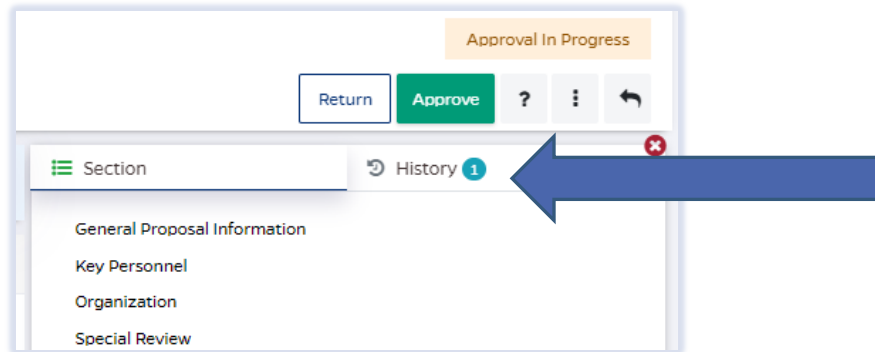 Approval In Progress
Return Approve ?
Section History 1
General Proposal Information
Key Personnel
Organization
Special Review